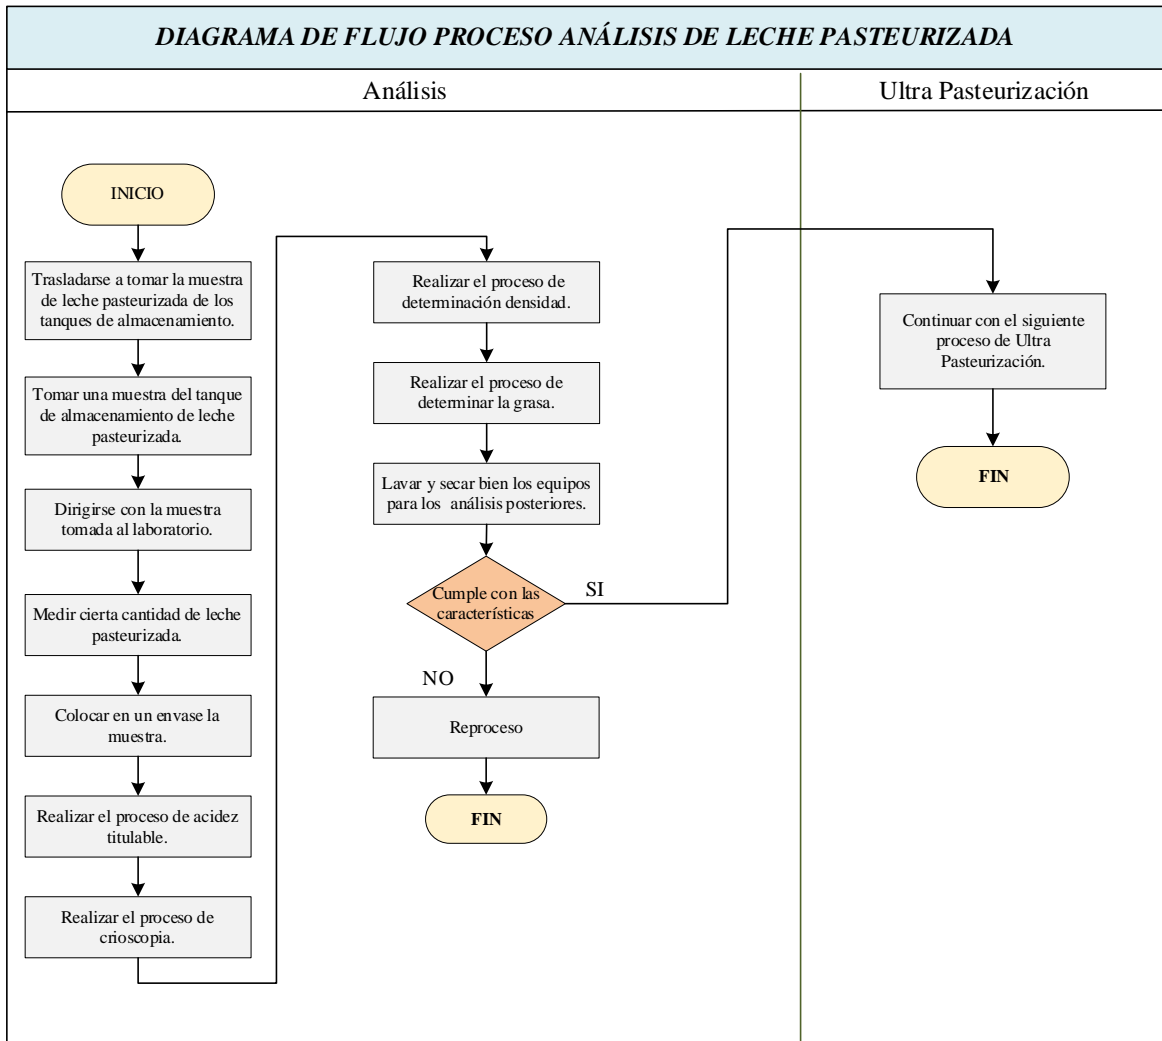 DIAGRAMA DE FLUJO PROCESO ANÁLISIS DE LECHE PASTEURIZADA
Análisis
Ultra Pasteurización
INICIO
Trasladarse a tomar la muestra
de leche pasteurizada de los
tanques de almacenamiento.
Tomar una muestra del tanque
de almacenamiento de leche
pasteurizada.
Dirigirse con la muestra
tomada al laboratorio.
Medir cierta cantidad de leche
pasteurizada.
Colocar en un envase la
muestra.
Realizar el proceso de acidez
titulable.
Realizar el proceso de
crioscopia.
Realizar el proceso de
determinación densidad.
Realizar el proceso de
determinar la grasa.
Lavar y secar bien los equipos
para los análisis posteriores.
Cumple con las
características
SI
NO
Reproceso
FIN
Continuar con el siguiente
proceso de Ultra
Pasteurización.
FIN